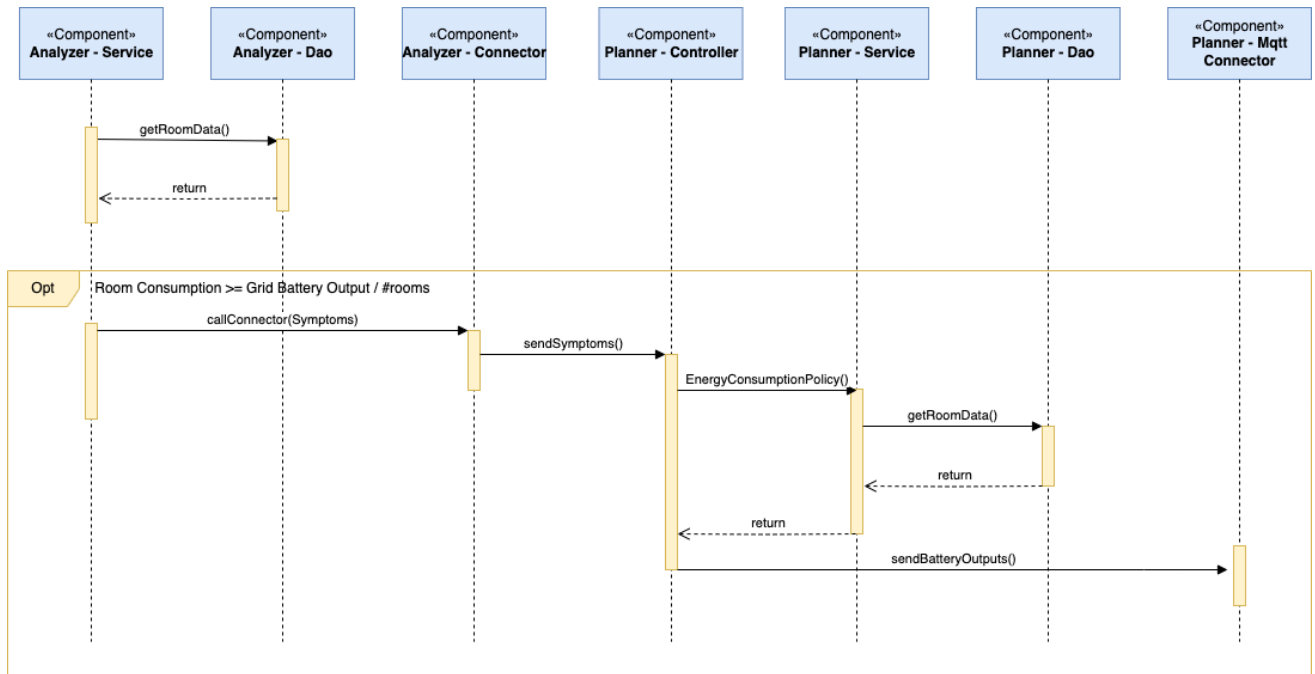 «Component»
Analyzer - Service
«Component»
Analyzer - Dao
«Component»
Analyzer - Connector
«Component»
Planner - Controller
«Component»
Planner - Service
«Component»
Planner - Dao
«Component»
Planner - Mqtt
Connector
getRoomData()
return
Opt
Room Consumption >= Grid Battery Output / #rooms
callConnector(Symptoms)
sendSymptoms()
EnergyConsumptionPolicy()
getRoomData()
return
return
sendBatteryOutputs()